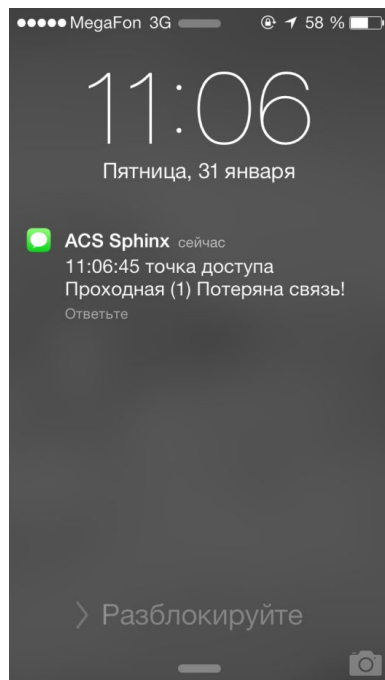 MegaFon 3G 58 %
11:06
Пятница, 31 января
ACS Sphinx сейчас
11:06:45 точка доступа
Проходная (1) Потеряна связь!
Ответьте
Разблокируйте